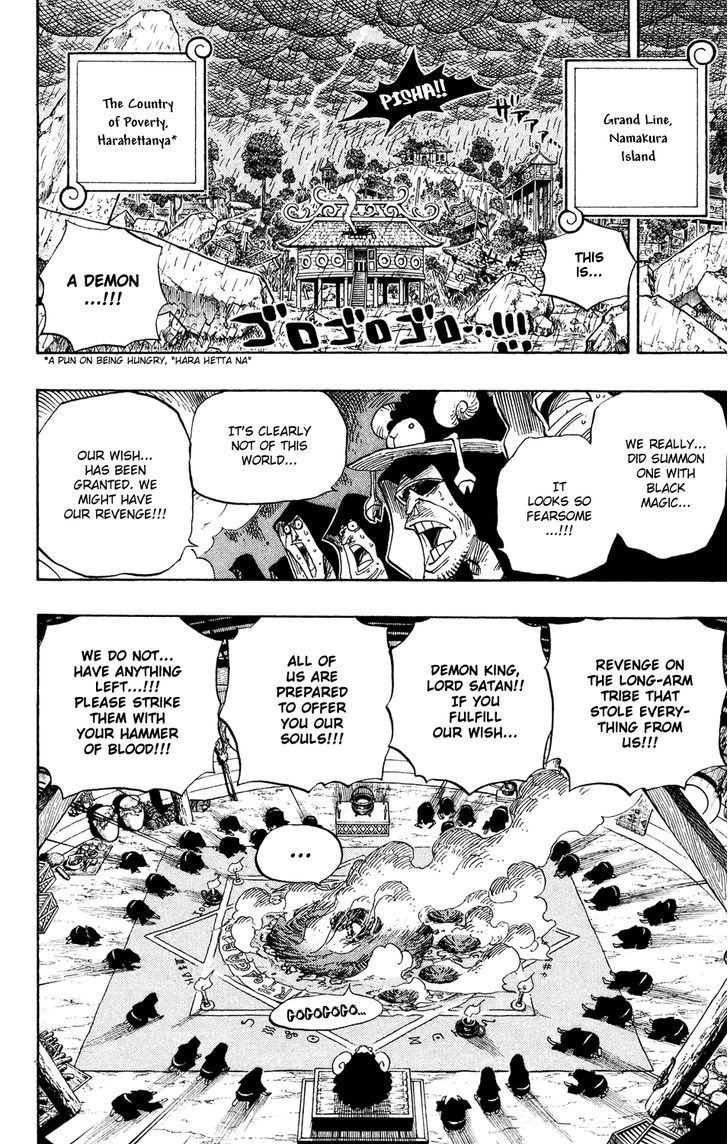 Grand Line,
Namakura
Island
PISHA!!
The Country
of Poverty,
Harahettanya*
THIS
IS...
A DEMON
...!!!
ゴロゴロゴロ…!!!
*A PUN ON BEING HUNGRY, "HARA HETTA NA"
WE REALLY...
DID SUMMON
ONE WITH
BLACK
MAGIC...
IT
LOOKS SO
FEARSOME
...!!!
IT'S CLEARLY
NOT OF THIS
WORLD...
OUR WISH...
HAS BEEN
GRANTED. WE
MIGHT HAVE
OUR REVENGE!!!
REVENGE ON
THE LONG-ARM
TRIBE THAT
STOLE EVERY-
THING FROM
US!!!
DEMON KING,
LORD SATAN!!
IF YOU
FULFILL
OUR WISH...
ALL OF
US ARE
PREPARED
TO OFFER
YOU OUR
SOULS!!!
WE DO NOT...
HAVE ANYTHING
LEFT...!!!
PLEASE STRIKE
THEM WITH
YOUR HAMMER
OF BLOOD!!!
...
GOGOGOGO...